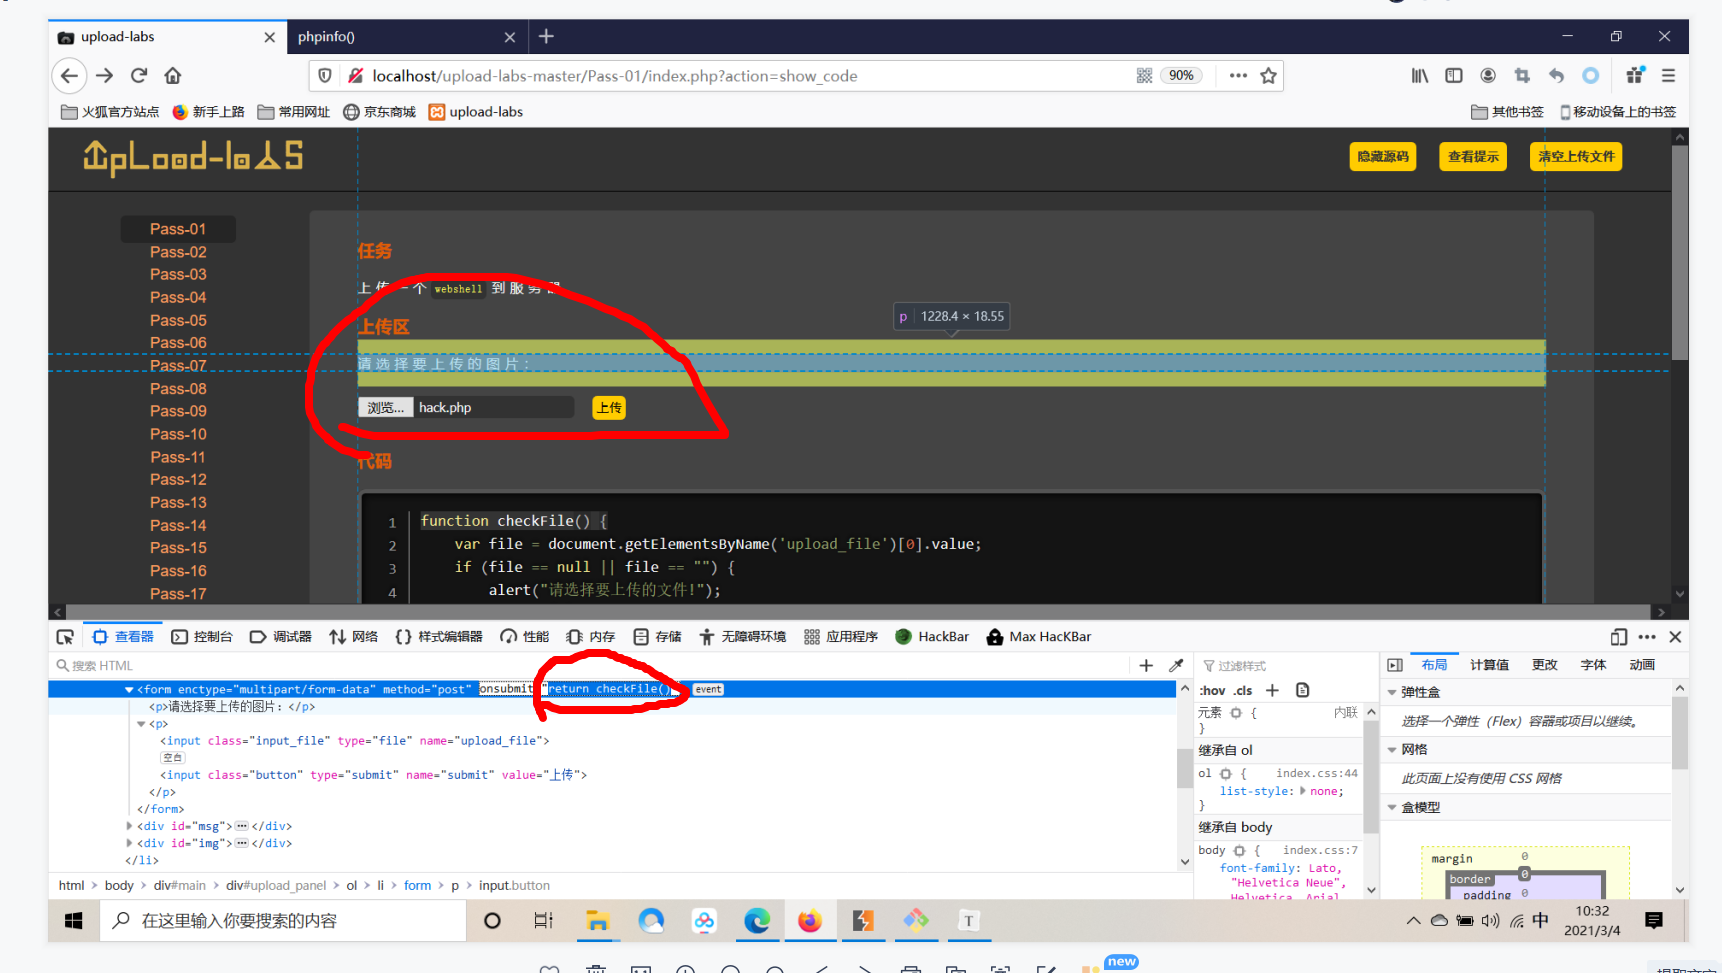 upload-labs
phpinfo()
localhost/upload-labs-master/Pass-01/index.php?action=show_code
90%
火狐官方站点 新手上路 常用网址 京东商城 upload-labs 其他书签 移动设备上的书签
UpLoad-labS
隐藏源码 查看提示 清空上传文件
Pass-01
Pass-02
Pass-03
Pass-04
Pass-05
Pass-06
Pass-07
Pass-08
Pass-09
Pass-10
Pass-11
Pass-12
Pass-13
Pass-14
Pass-15
Pass-16
Pass-17
任务
上传一个 webshell 到服务器
上传区
p 1228.4 × 18.55
请选择要上传的图片：
浏览... hack.php 上传
代码
1 function checkFile() {
2 var file = document.getElementsByName('upload_file')[0].value;
3 if (file == null || file == "") {
4 alert("请选择要上传的文件!");
查看器 控制台 调试器 网络 样式编辑器 性能 内存 存储 无障碍环境 应用程序 HackBar Max HacKBar
搜索 HTML
<form enctype="multipart/form-data" method="post" onsubmit "return checkFile() event
<p>请选择要上传的图片：</p>
<p>
<input class="input_file" type="file" name="upload_file">
空白
<input class="button" type="submit" name="submit" value="上传">
</p>
</form>
<div id="msg"></div>
<div id="img"></div>
</li>
html > body > div#main > div#upload_panel > ol > li > form > p > input.button
过滤样式
:hov .cls +
元素 { 内联
}
继承自 ol
ol { index.css:44
list-style: none;
}
继承自 body
body { index.css:7
font-family: Lato,
"Helvetica Neue",
Helvetica, Arial
布局 计算值 更改 字体 动画
弹性盒
选择一个弹性（Flex）容器或项目以继续。
网格
此页面上没有使用 CSS 网格
盒模型
margin 0
border 0
padding 0
在这里输入你要搜索的内容
T
中
10:32
2021/3/4
new